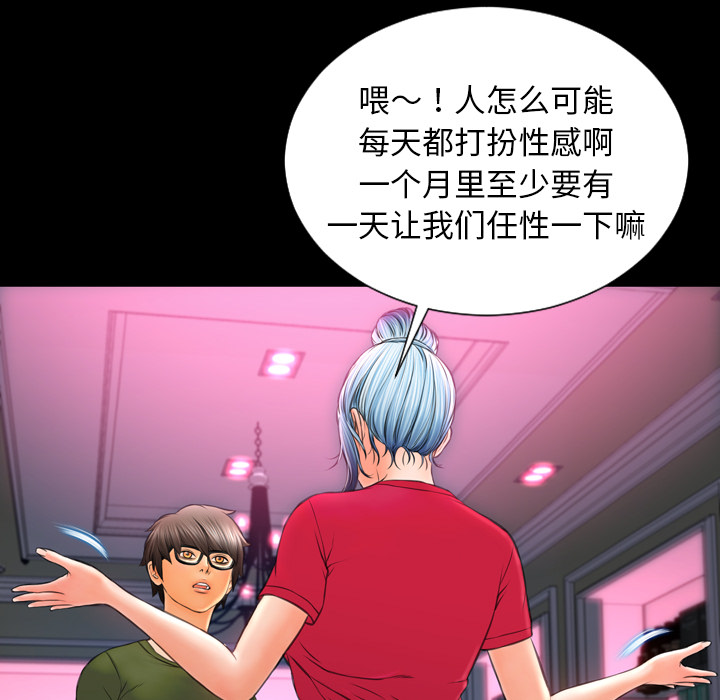 喂～！人怎么可能
每天都打扮性感啊
一个月里至少要有
一天让我们任性一下嘛